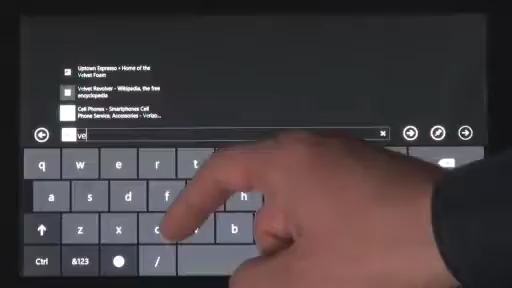 Uptown Espresso • Home of the
Velvet Foam
Velvet Revolver - Wikipedia, the free
encyclopedia
Cell Phones - Smartphones Cell
Phone Service, Accessories - Verizo...
ve
q w e r t
a s d f h
z x c v b
Ctrl &123 /